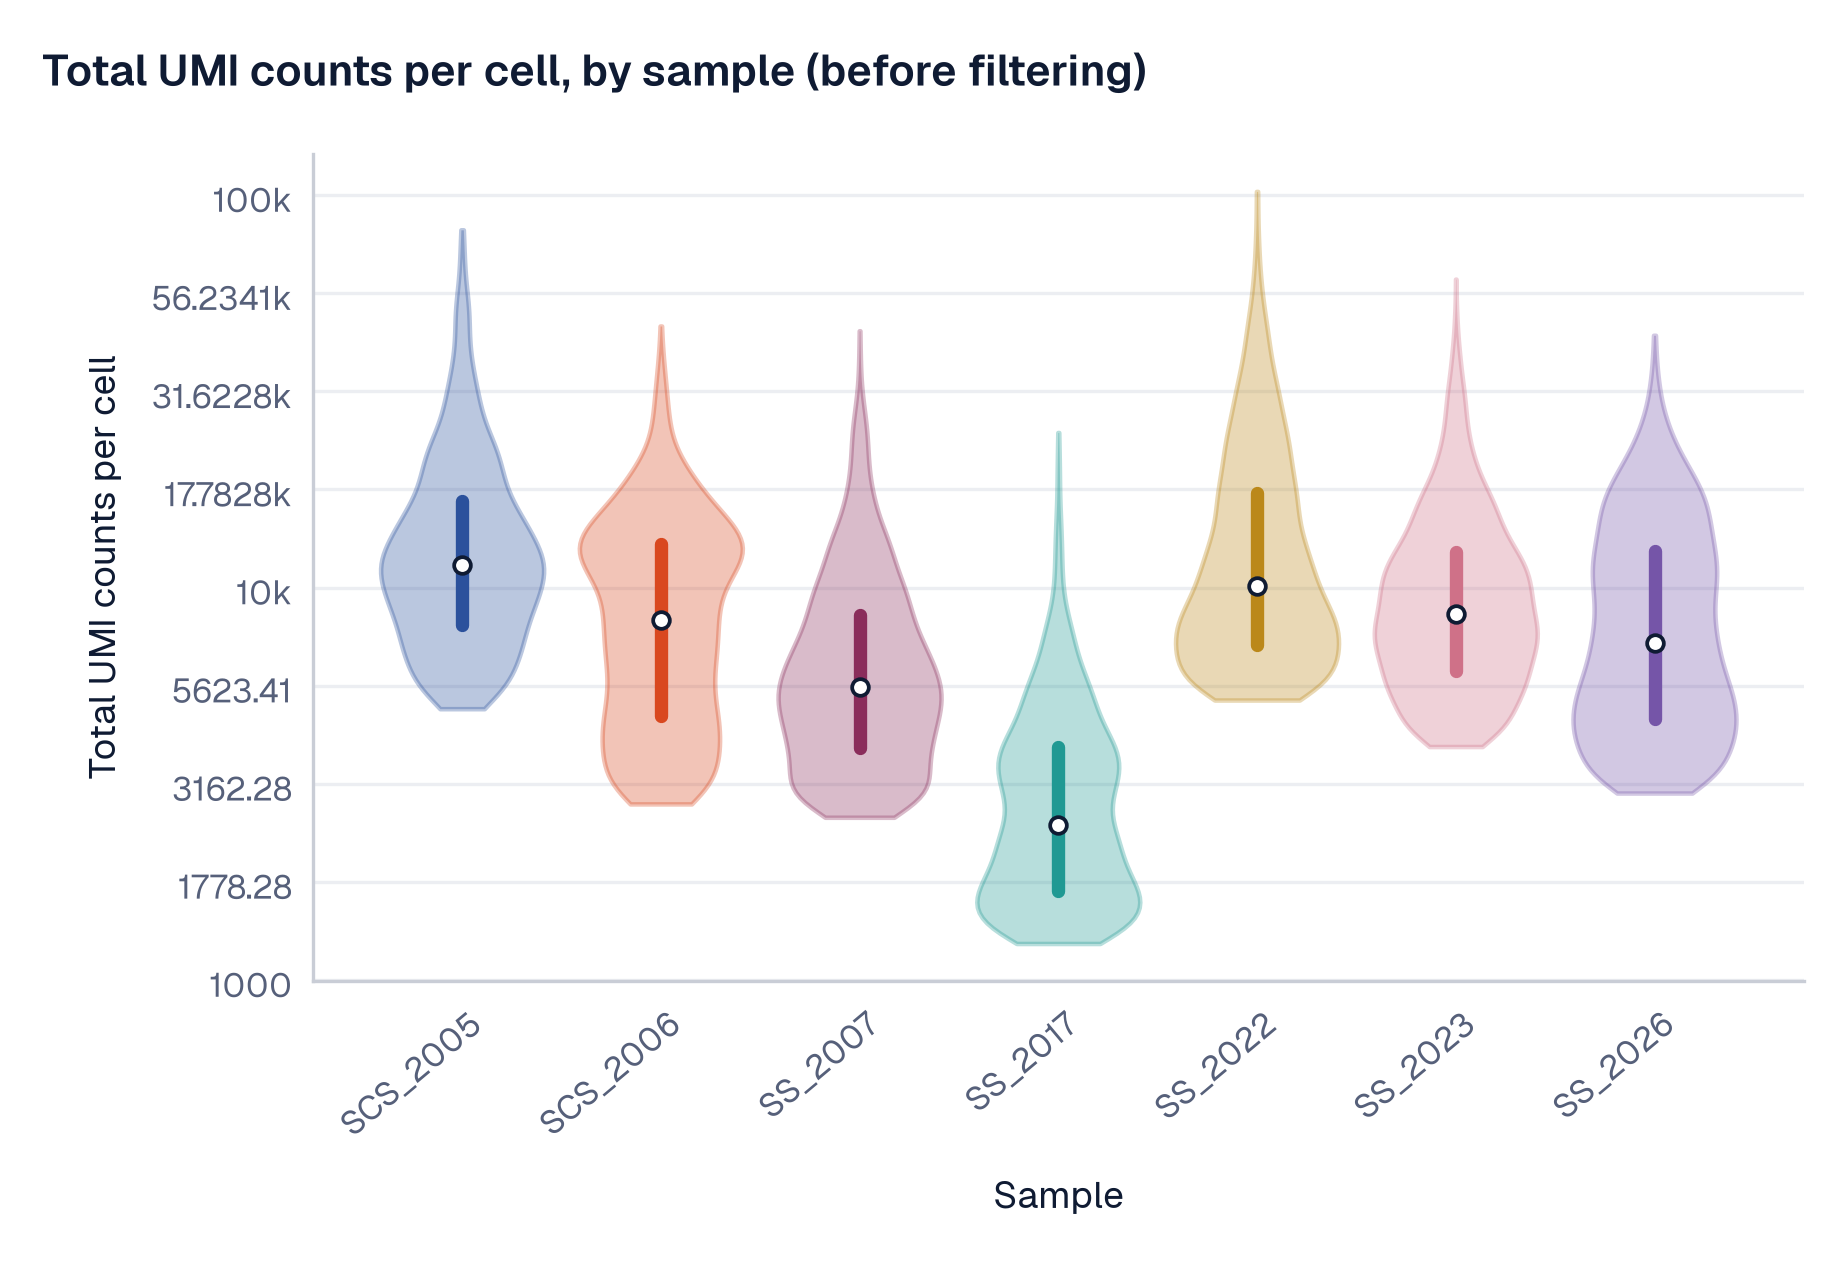 Total UMI counts per cell, by sample (before filtering)
Total UMI counts per cell
100k
56.2341k
31.6228k
17.7828k
10k
5623.41
3162.28
1778.28
1000
SCS_2005
SCS_2006
SS_2007
SS_2017
SS_2022
SS_2023
SS_2026
Sample